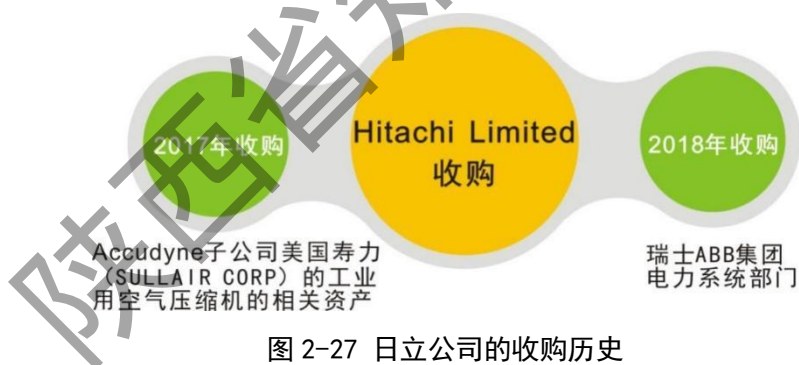 2017年收购
Hitachi Limited
收购
2018年收购
Accudyne子公司美国寿力
（SULLAIR CORP）的工业
用空气压缩机的相关资产
瑞士ABB集团
电力系统部门
图 2-27 日立公司的收购历史
陕西省